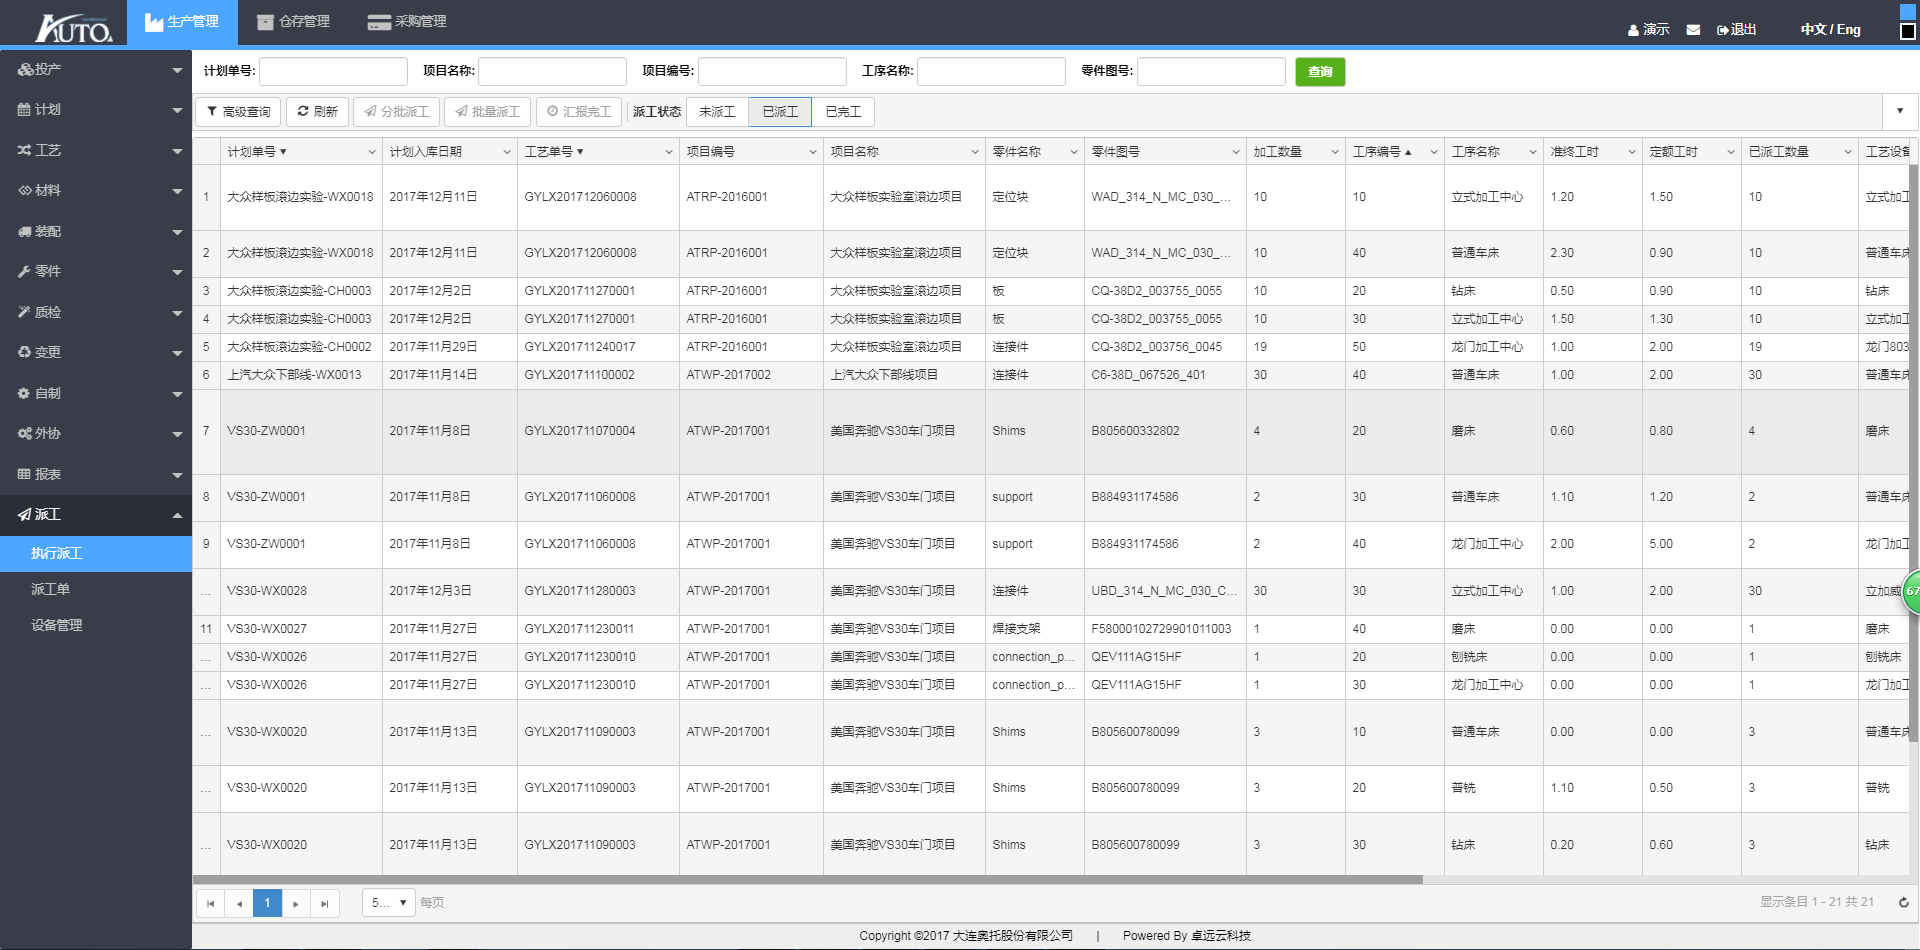 AUTO.
生产管理
仓存管理
采购管理
演示
退出
中文 / Eng
投产
计划
工艺
材料
装配
零件
质检
变更
自制
外协
报表
派工
执行派工
派工单
设备管理
计划单号: 项目名称: 项目编号: 工序名称: 零件图号: 查询
高级查询 刷新 分批派工 批量派工 汇报完工 派工状态 未派工 已派工 已完工
计划单号 计划入库日期 工艺单号 项目编号 项目名称 零件名称 零件图号 加工数量 工序编号 工序名称 准终工时 定额工时 已派工数量 工艺设备
1 大众样板滚边实验-WX0018 2017年12月11日 GYLX201712060008 ATRP-2016001 大众样板实验室滚边项目 定位块 WAD_314_N_MC_030_... 10 10 立式加工中心 1.20 1.50 10 立式加工
2 大众样板滚边实验-WX0018 2017年12月11日 GYLX201712060008 ATRP-2016001 大众样板实验室滚边项目 定位块 WAD_314_N_MC_030_... 10 40 普通车床 2.30 0.90 10 普通车床
3 大众样板滚边实验-CH0003 2017年12月2日 GYLX201711270001 ATRP-2016001 大众样板实验室滚边项目 板 CQ-38D2_003755_0055 10 20 钻床 0.50 0.90 10 钻床
4 大众样板滚边实验-CH0003 2017年12月2日 GYLX201711270001 ATRP-2016001 大众样板实验室滚边项目 板 CQ-38D2_003755_0055 10 30 立式加工中心 1.50 1.30 10 立式加工
5 大众样板滚边实验-CH0002 2017年11月29日 GYLX201711240017 ATRP-2016001 大众样板实验室滚边项目 连接件 CQ-38D2_003756_0045 19 50 龙门加工中心 1.00 2.00 19 龙门803
6 上汽大众下部线-WX0013 2017年11月14日 GYLX201711100002 ATWP-2017002 上汽大众下部线项目 连接件 C6-38D_067526_401 30 40 普通车床 1.00 2.00 30 普通车床
7 VS30-ZW0001 2017年11月8日 GYLX201711070004 ATWP-2017001 美国奔驰VS30车门项目 Shims B805600332802 4 20 磨床 0.60 0.80 4 磨床
8 VS30-ZW0001 2017年11月8日 GYLX201711060008 ATWP-2017001 美国奔驰VS30车门项目 support B884931174586 2 30 普通车床 1.10 1.20 2 普通车床
9 VS30-ZW0001 2017年11月8日 GYLX201711060008 ATWP-2017001 美国奔驰VS30车门项目 support B884931174586 2 40 龙门加工中心 2.00 5.00 2 龙门加工
... VS30-WX0028 2017年12月3日 GYLX201711280003 ATWP-2017001 美国奔驰VS30车门项目 连接件 UBD_314_N_MC_030_C... 30 30 立式加工中心 1.00 2.00 30 立加威
11 VS30-WX0027 2017年11月27日 GYLX201711230011 ATWP-2017001 美国奔驰VS30车门项目 焊接支架 F58000102729901011003 1 40 磨床 0.00 0.00 1 磨床
... VS30-WX0026 2017年11月27日 GYLX201711230010 ATWP-2017001 美国奔驰VS30车门项目 connection_p... QEV111AG15HF 1 20 刨铣床 0.00 0.00 1 刨铣床
... VS30-WX0026 2017年11月27日 GYLX201711230010 ATWP-2017001 美国奔驰VS30车门项目 connection_p... QEV111AG15HF 1 30 龙门加工中心 0.00 0.00 1 龙门加工
... VS30-WX0020 2017年11月13日 GYLX201711090003 ATWP-2017001 美国奔驰VS30车门项目 Shims B805600780099 3 10 普通车床 0.00 0.00 3 普通车床
... VS30-WX0020 2017年11月13日 GYLX201711090003 ATWP-2017001 美国奔驰VS30车门项目 Shims B805600780099 3 20 普铣 1.10 0.50 3 普铣
... VS30-WX0020 2017年11月13日 GYLX201711090003 ATWP-2017001 美国奔驰VS30车门项目 Shims B805600780099 3 30 钻床 0.20 0.60 3 钻床
67
1 5... 每页 显示条目 1 - 21 共 21
Copyright ©2017 大连奥托股份有限公司 | Powered By 卓远云科技